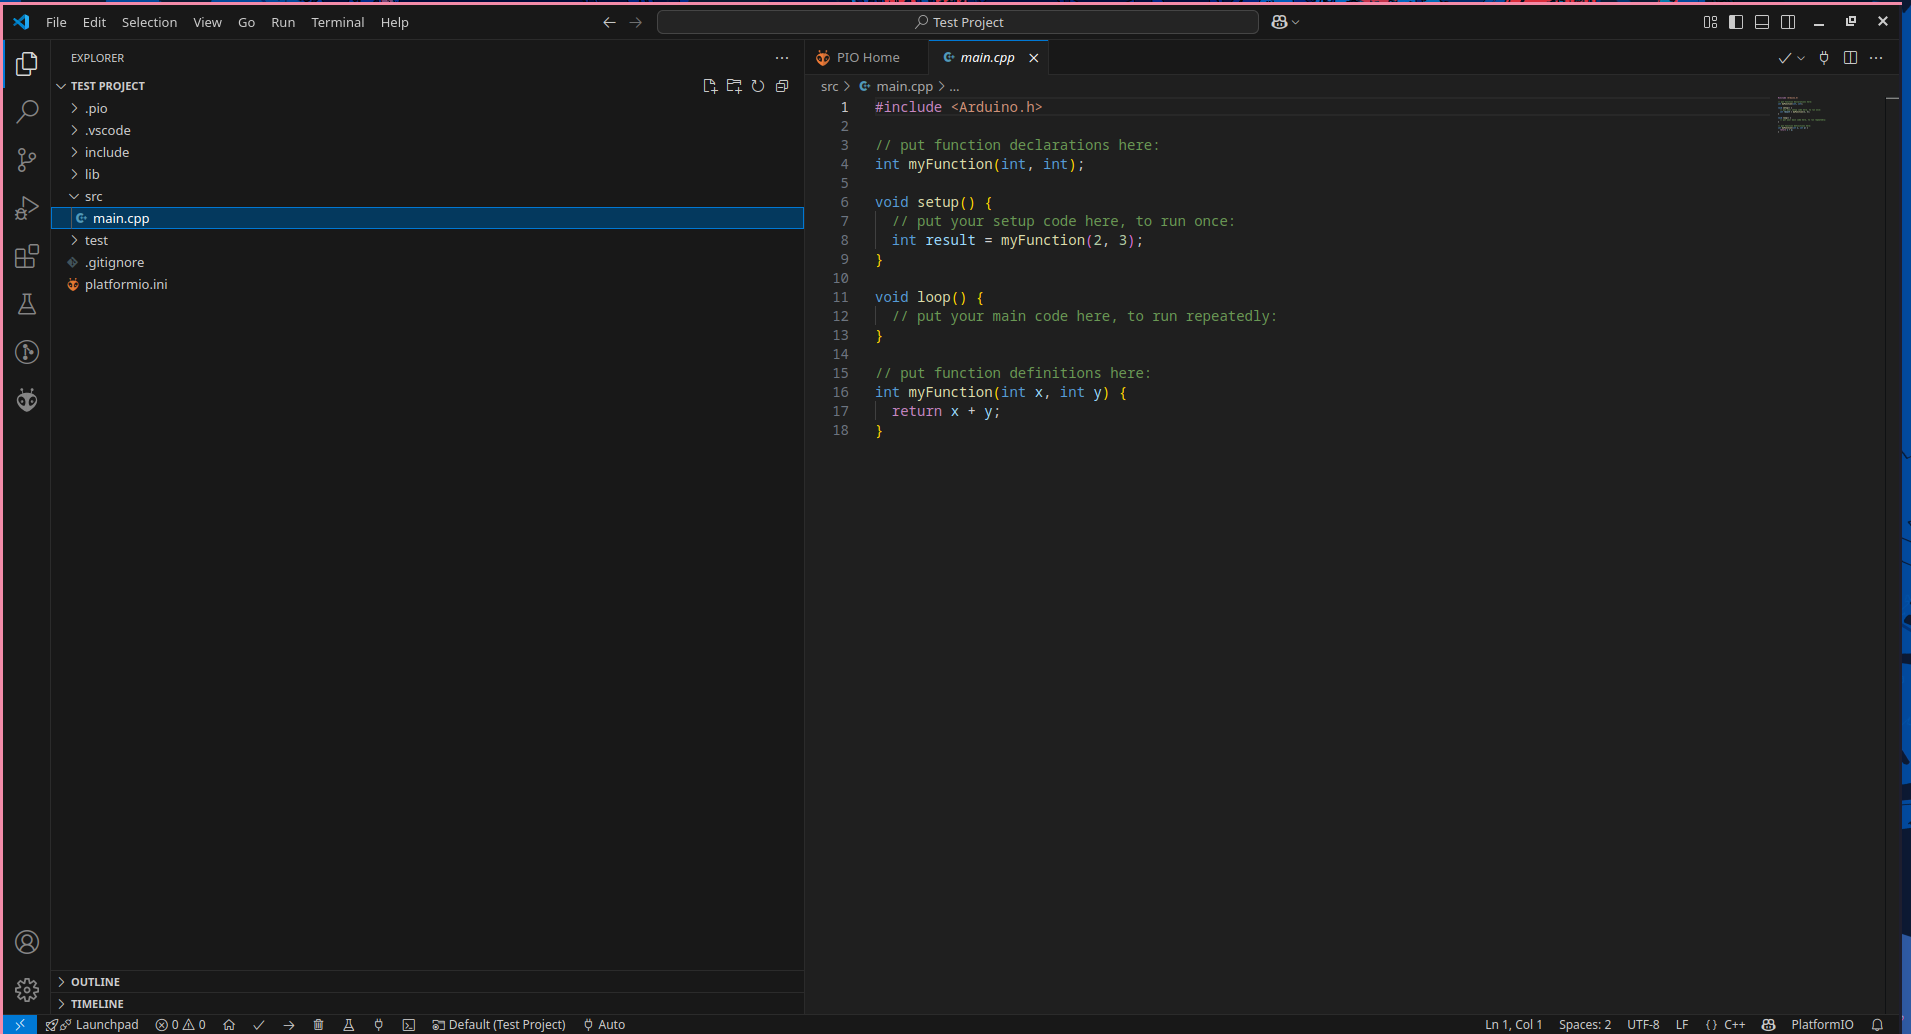 File Edit Selection View Go Run Terminal Help
Test Project
EXPLORER
TEST PROJECT
.pio
.vscode
include
lib
src
main.cpp
test
.gitignore
platformio.ini
OUTLINE
TIMELINE
PIO Home
main.cpp
src > main.cpp > ...
1 #include <Arduino.h>
2
3 // put function declarations here:
4 int myFunction(int, int);
5
6 void setup() {
7 // put your setup code here, to run once:
8 int result = myFunction(2, 3);
9 }
10
11 void loop() {
12 // put your main code here, to run repeatedly:
13 }
14
15 // put function definitions here:
16 int myFunction(int x, int y) {
17 return x + y;
18 }
Launchpad 0 0 Default (Test Project) Auto
Ln 1, Col 1 Spaces: 2 UTF-8 LF {} C++ PlatformIO